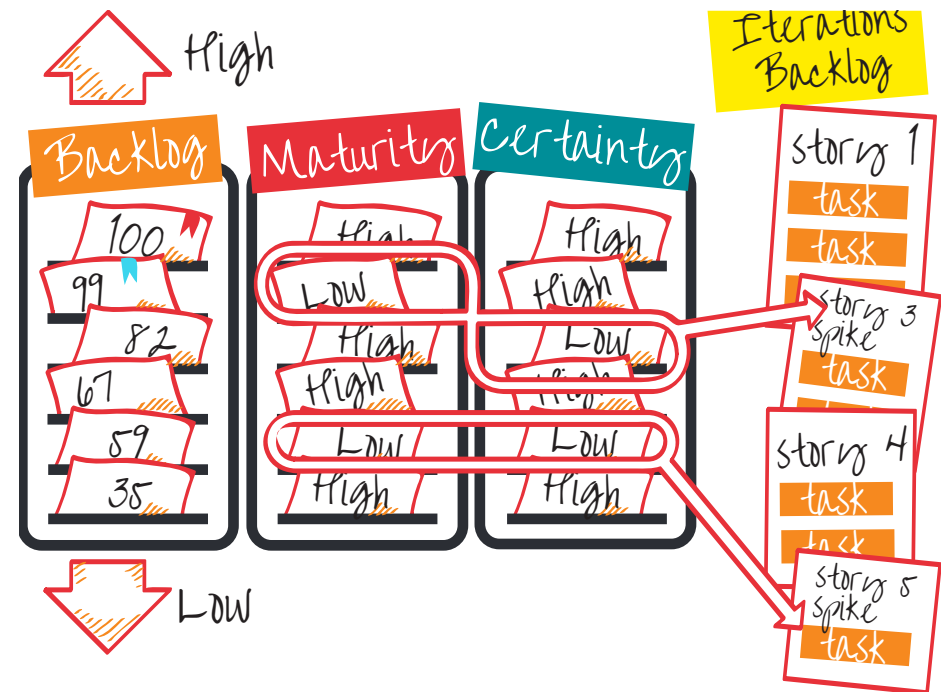 High
Iterations
Backlog
Backlog
Maturity
Certainty
100
99
82
67
59
35
High
Low
High
High
Low
High
High
High
Low
High
Low
High
story 1
task
task
story 3
spike
task
story 4
task
task
story 5
spike
task
Low